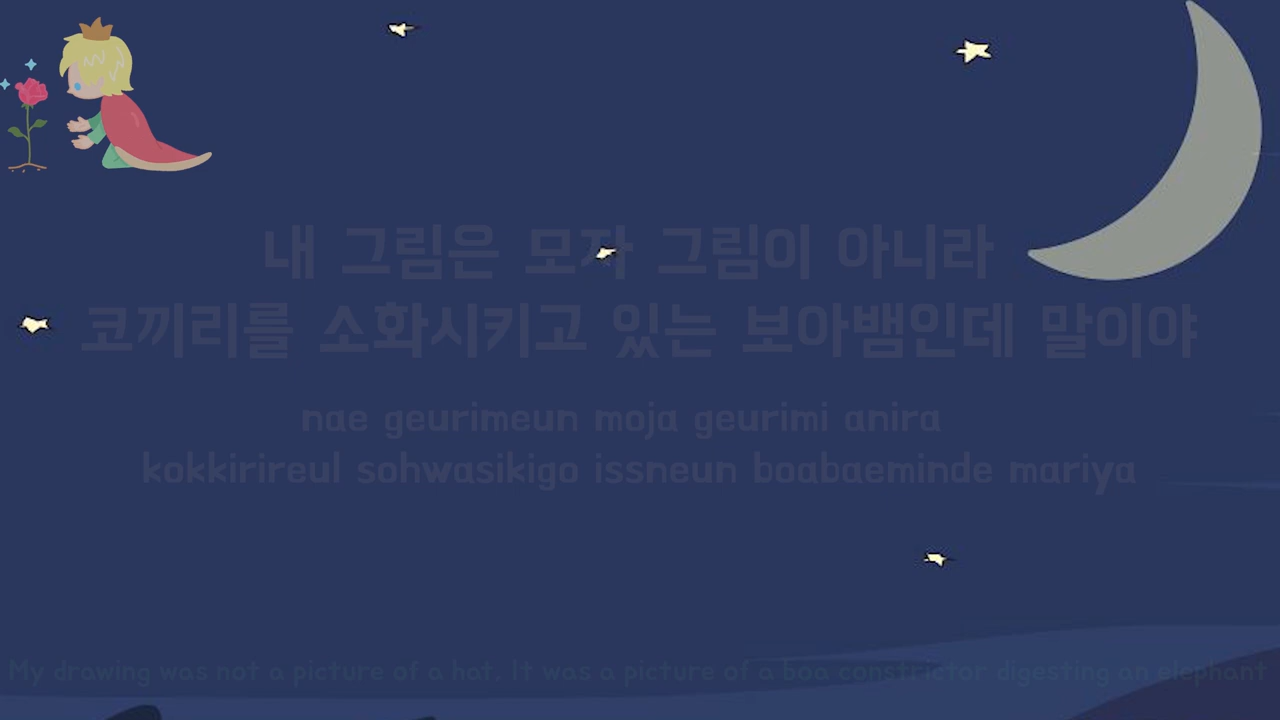 내 그림은 모자 그림이 아니라
코끼리를 소화시키고 있는 보아뱀인데 말이야
nae geurimeun moja geurimi anira
kokkirireul sohwasikigo issneun boabaeminde mariya
My drawing was not a picture of a hat. It was a picture of a boa constrictor digesting an elephant